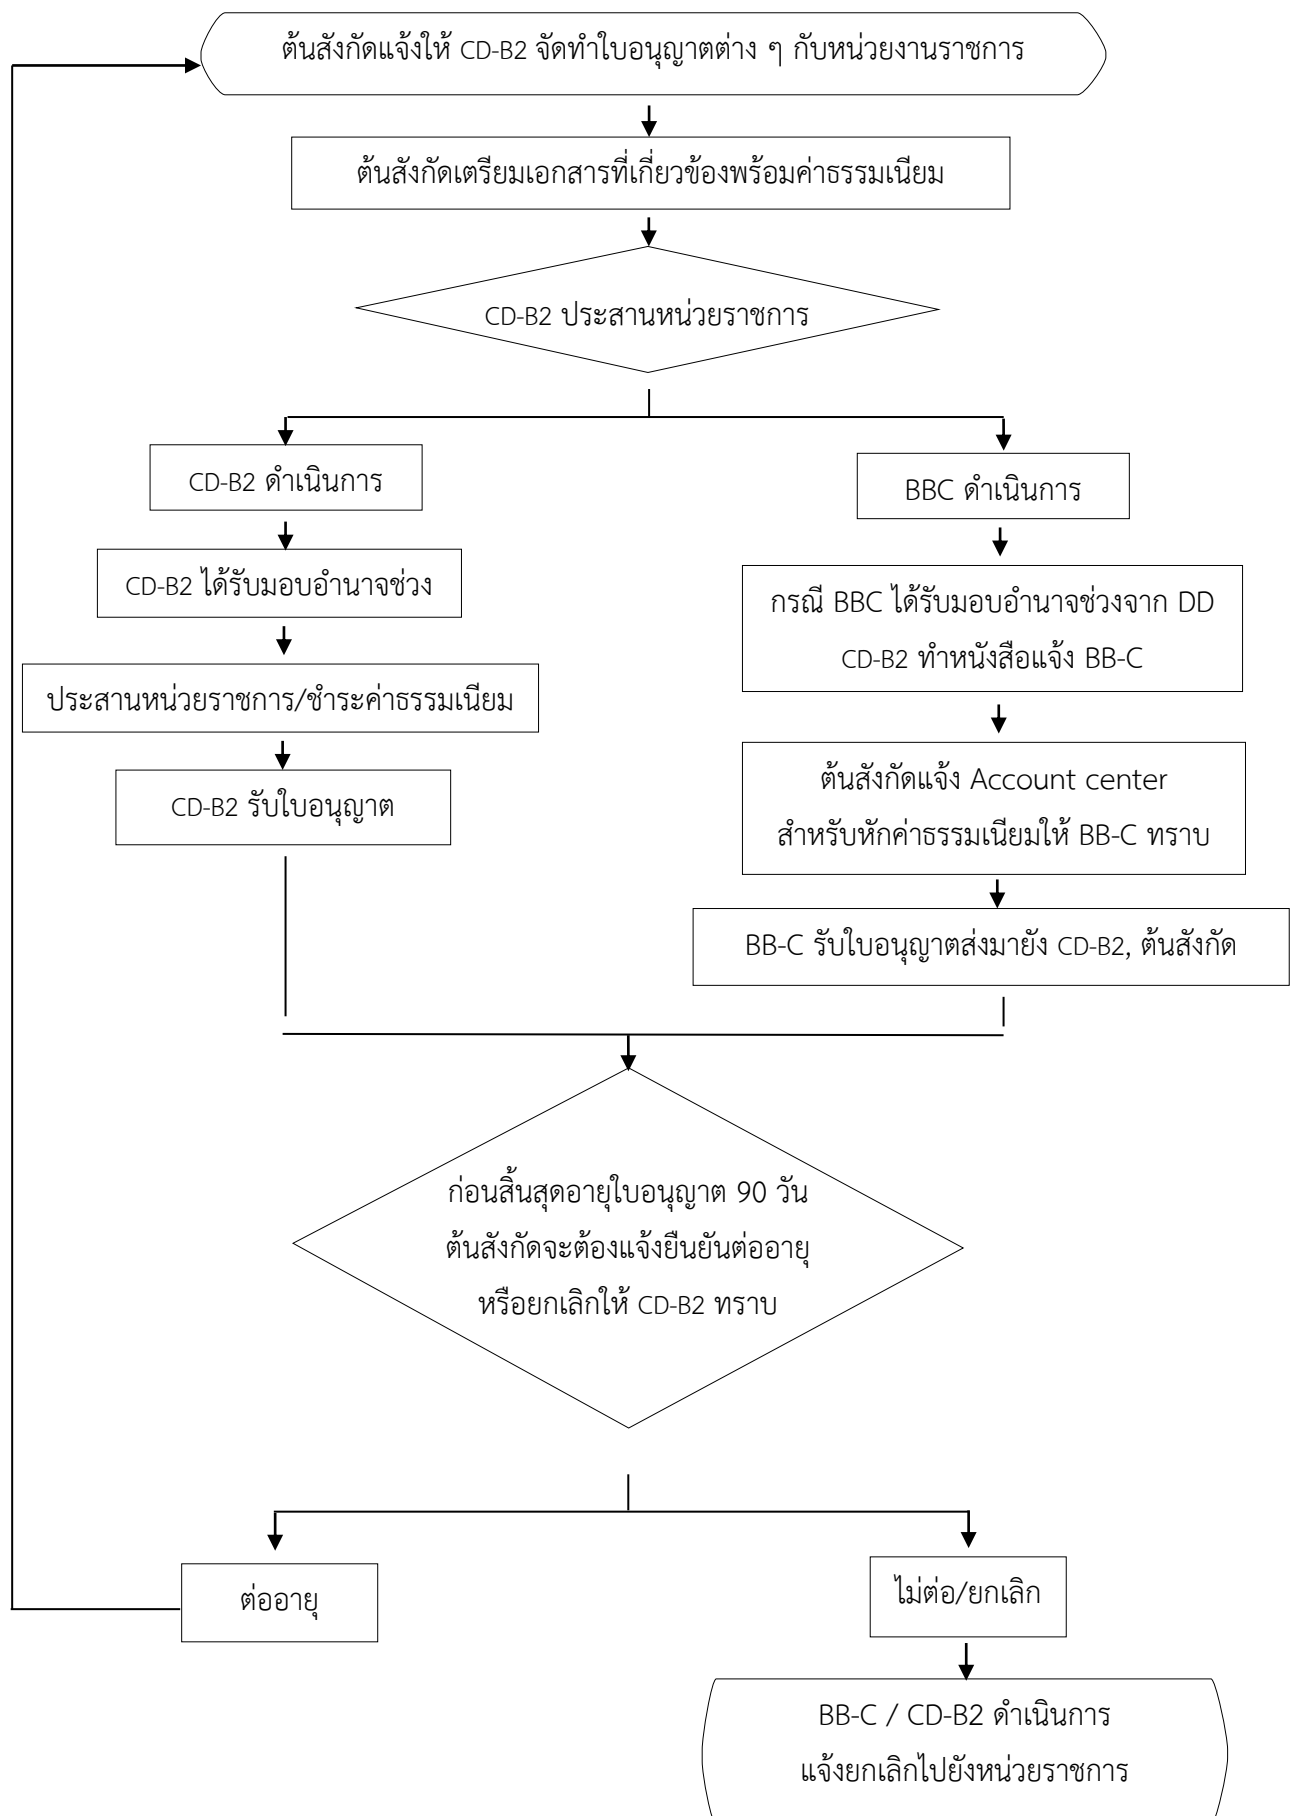 ต้นสังกัดแจ้งให้ CD-B2 จัดทำใบอนุญาตต่าง ๆ กับหน่วยงานราชการ
ต้นสังกัดเตรียมเอกสารที่เกี่ยวข้องพร้อมค่าธรรมเนียม
CD-B2 ประสานหน่วยราชการ
CD-B2 ดำเนินการ
CD-B2 ได้รับมอบอำนาจช่วง
ประสานหน่วยราชการ/ชำระค่าธรรมเนียม
CD-B2 รับใบอนุญาต
BBC ดำเนินการ
กรณี BBC ได้รับมอบอำนาจช่วงจาก DD
CD-B2 ทำหนังสือแจ้ง BB-C
ต้นสังกัดแจ้ง Account center
สำหรับหักค่าธรรมเนียมให้ BB-C ทราบ
BB-C รับใบอนุญาตส่งมายัง CD-B2, ต้นสังกัด
ก่อนสิ้นสุดอายุใบอนุญาต 90 วัน
ต้นสังกัดจะต้องแจ้งยืนยันต่ออายุ
หรือยกเลิกให้ CD-B2 ทราบ
ต่ออายุ
ไม่ต่อ/ยกเลิก
BB-C / CD-B2 ดำเนินการ
แจ้งยกเลิกไปยังหน่วยราชการ